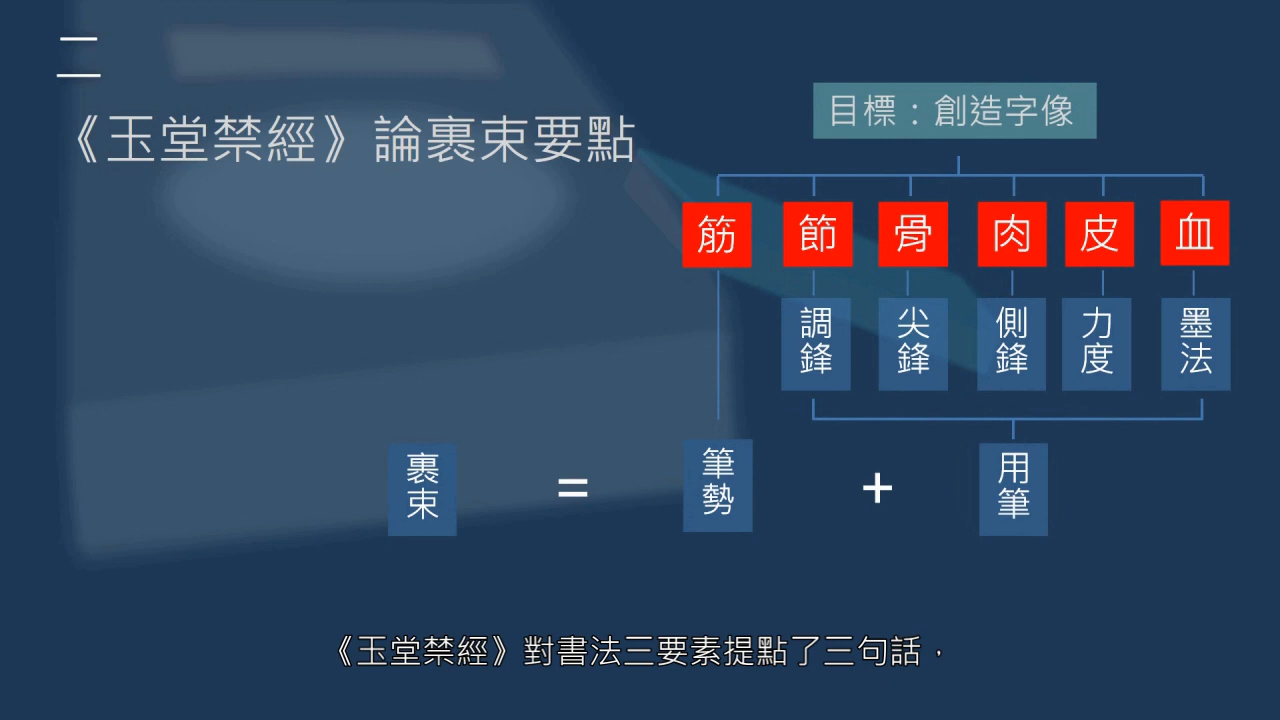 二
《玉堂禁經》論裹束要點
目標：創造字像
筋 節 骨 肉 皮 血
調鋒 尖鋒 側鋒 力度 墨法
裹束 = 筆勢 + 用筆
《玉堂禁經》對書法三要素提點了三句話，